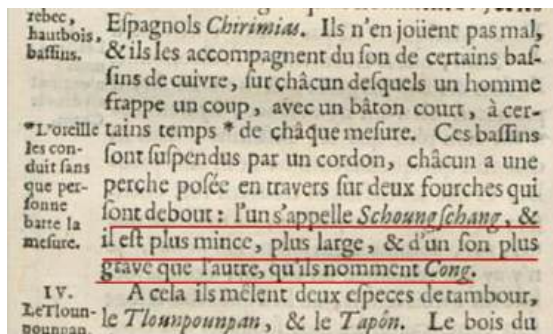 rebec,
hautbois,
bassins.
Eſpagnols Chirimias. Ils n'en joüent pas mal,
& ils les accompagnent du ſon de certains baſ-
ſins de cuivre, ſur châcun deſquels un homme
frappe un coup, avec un bâton court, à cer-
tains temps * de châque meſure. Ces baſſins
ſont ſuſpendus par un cordon, châcun a une
perche poſée en travers ſur deux fourches qui
ſont debout : l'un s'appelle Schoungſchang, &
il eſt plus mince, plus large, & d'un ſon plus
grave que l'autre, qu'ils nomment Cong.
A cela ils mêlent deux eſpeces de tambour,
le Tlounpounpan, & le Tapôn. Le bois du
*L'oreille
les con-
duit ſans
que per-
ſonne
batte la
meſure.
IV.
Le Tloun-
pounpan.